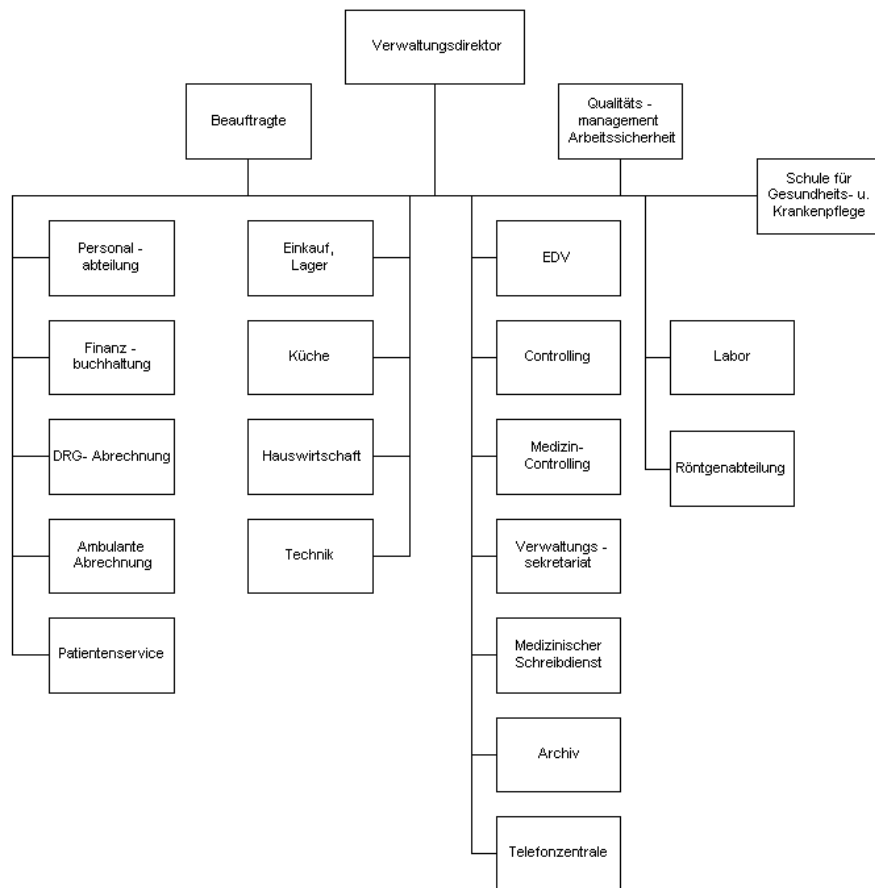 Verwaltungsdirektor
Beauftragte
Qualitäts -
management
Arbeitssicherheit
Schule für
Gesundheits- u.
Krankenpflege
Personal -
abteilung
Finanz -
buchhaltung
DRG- Abrechnung
Ambulante
Abrechnung
Patientenservice
Einkauf,
Lager
Küche
Hauswirtschaft
Technik
EDV
Controlling
Medizin-
Controlling
Verwaltungs -
sekretariat
Medizinischer
Schreibdienst
Archiv
Telefonzentrale
Labor
Röntgenabteilung